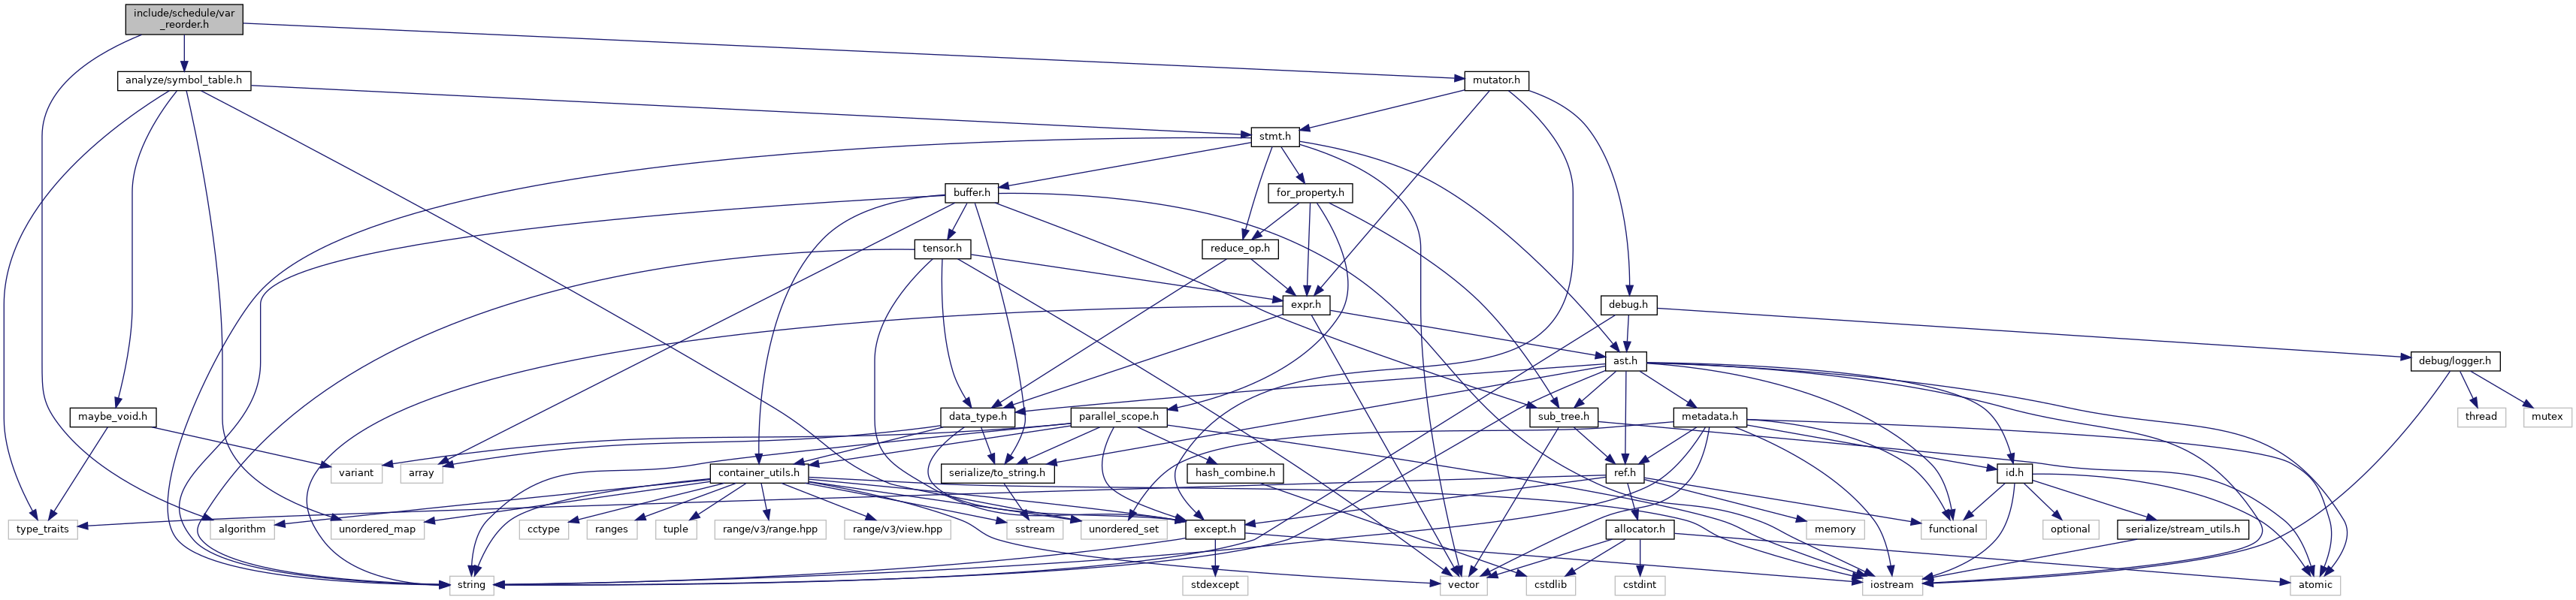 include/schedule/var
_reorder.h
analyze/symbol_table.h
mutator.h
stmt.h
buffer.h
for_property.h
tensor.h
reduce_op.h
expr.h
debug.h
ast.h
debug/logger.h
maybe_void.h
data_type.h
parallel_scope.h
sub_tree.h
metadata.h
thread
mutex
variant
array
container_utils.h
serialize/to_string.h
hash_combine.h
ref.h
id.h
type_traits
algorithm
unordered_map
cctype
ranges
tuple
range/v3/range.hpp
range/v3/view.hpp
sstream
unordered_set
except.h
allocator.h
memory
functional
optional
serialize/stream_utils.h
string
stdexcept
vector
cstdlib
cstdint
iostream
atomic